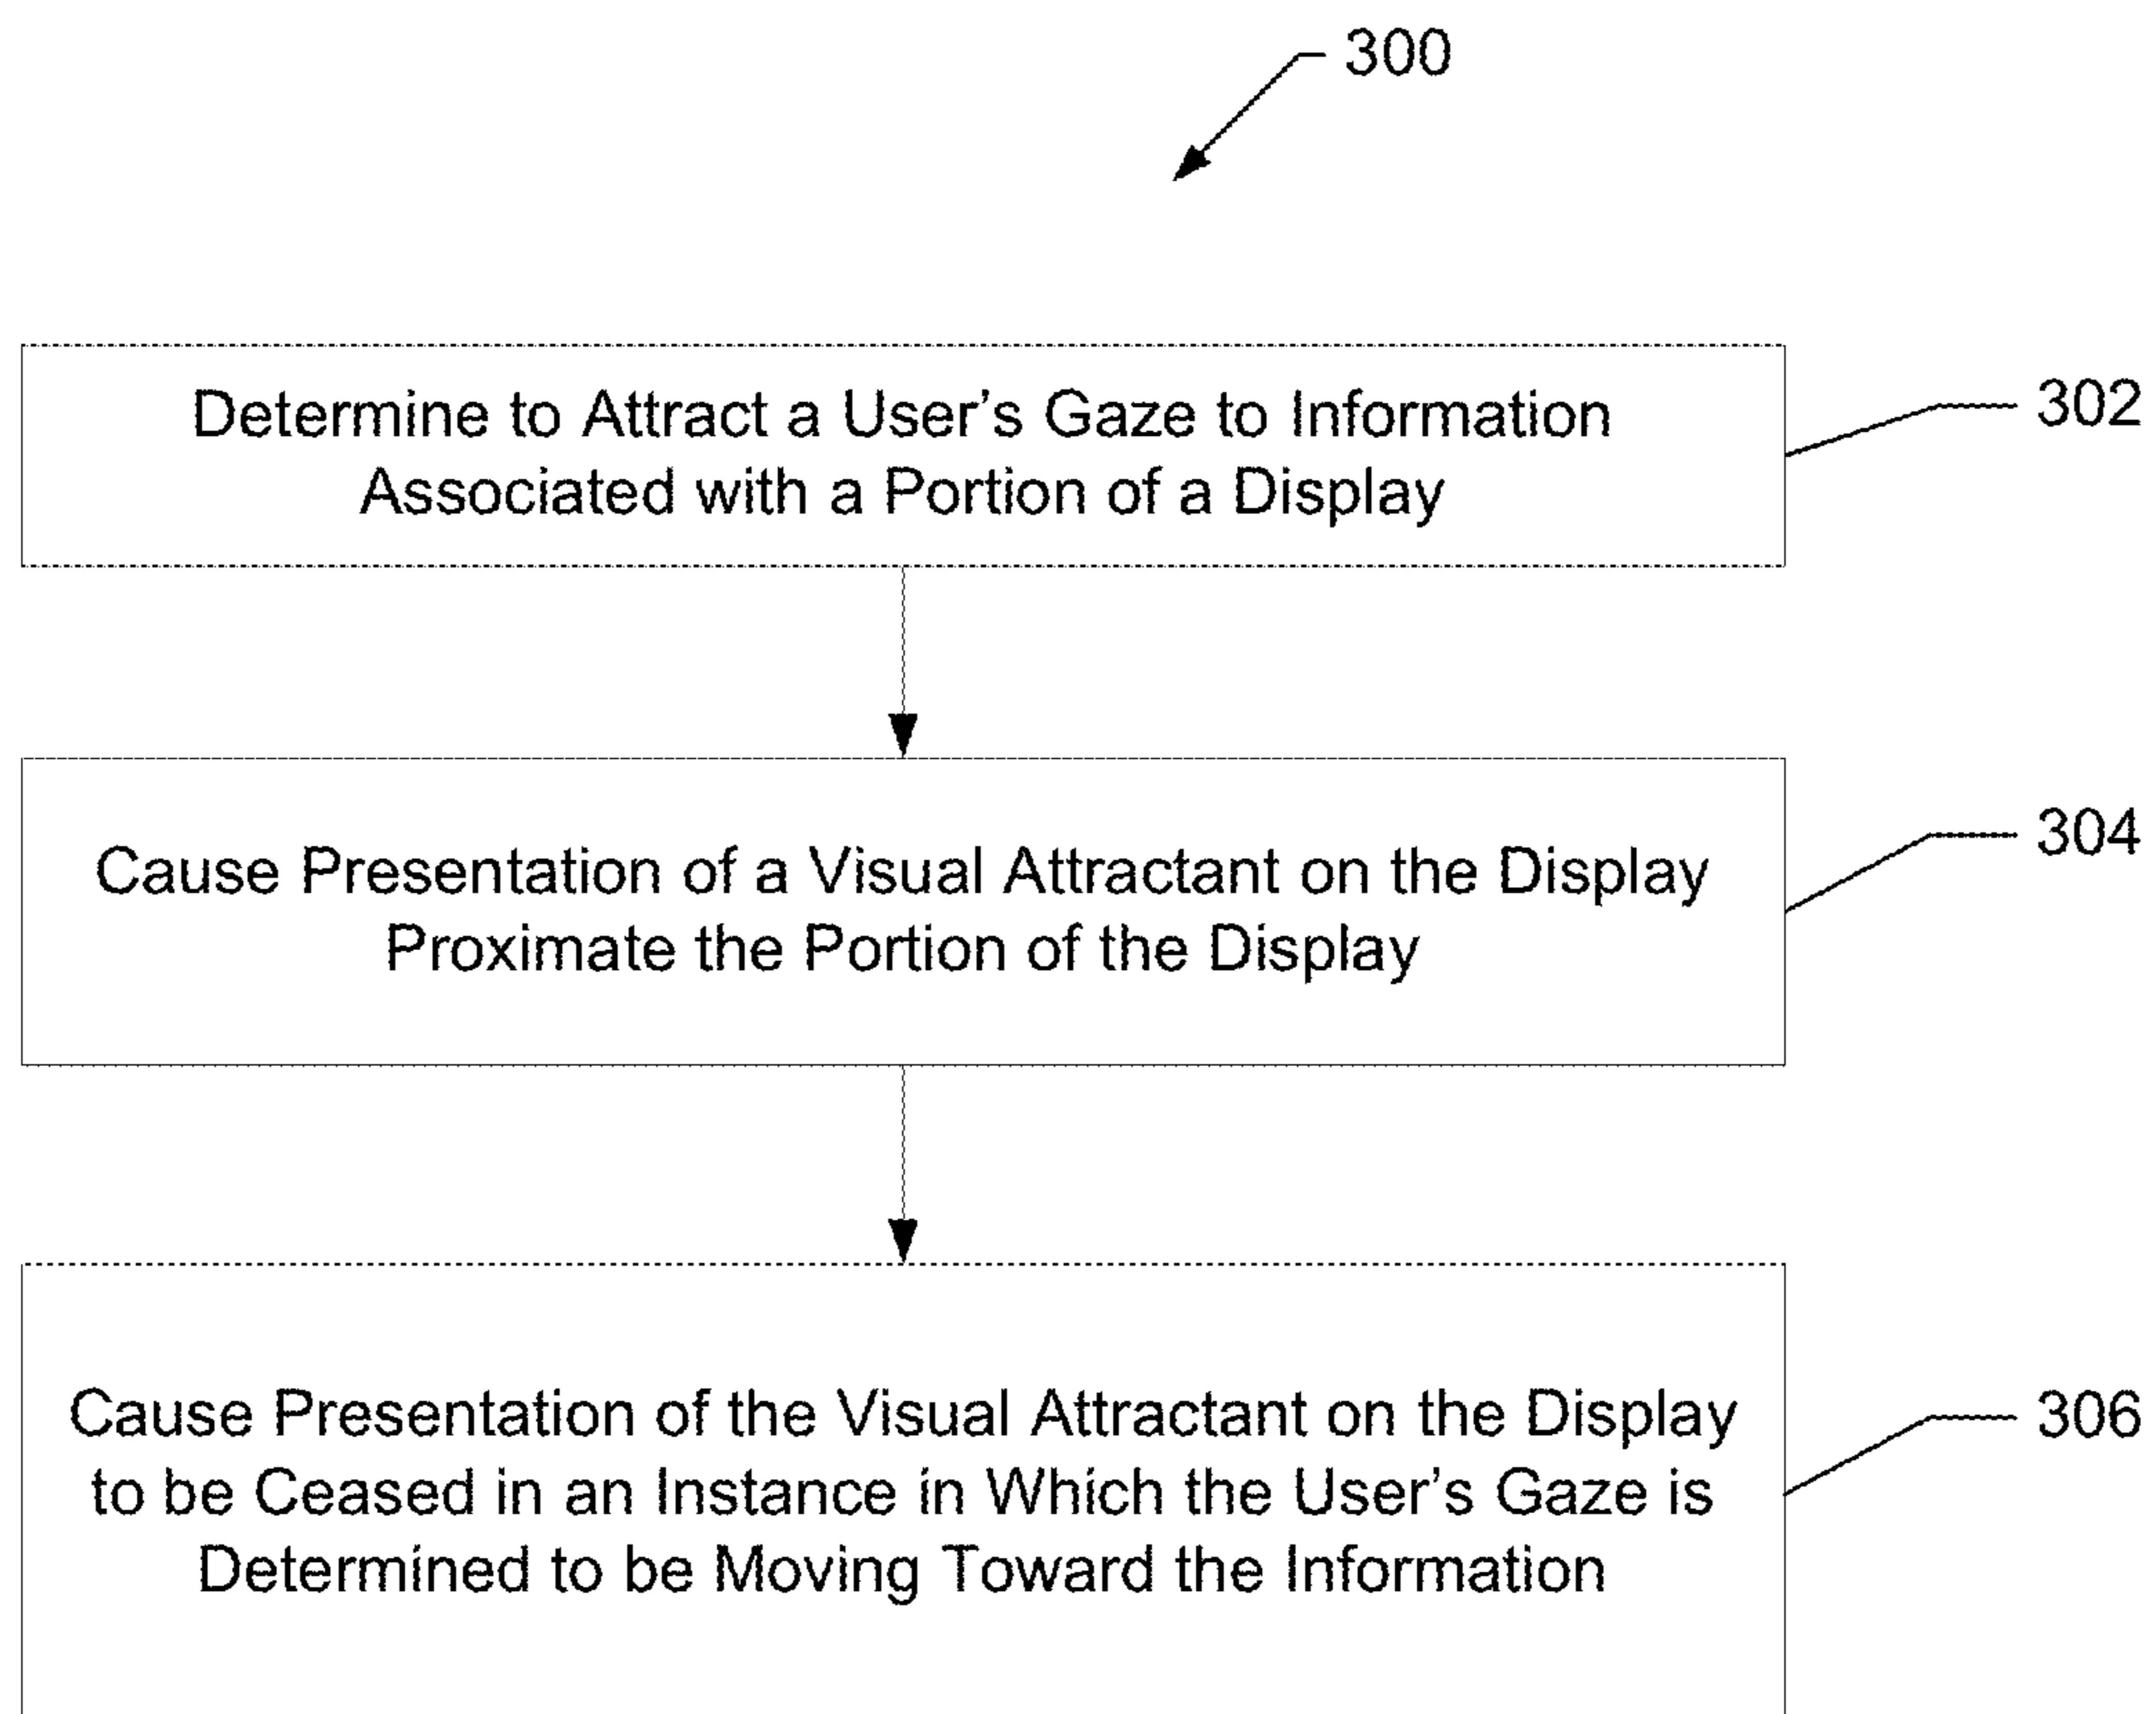 300
Determine to Attract a User's Gaze to Information
Associated with a Portion of a Display
302
Cause Presentation of a Visual Attractant on the Display
Proximate the Portion of the Display
304
Cause Presentation of the Visual Attractant on the Display
to be Ceased in an Instance in Which the User's Gaze is
Determined to be Moving Toward the Information
306